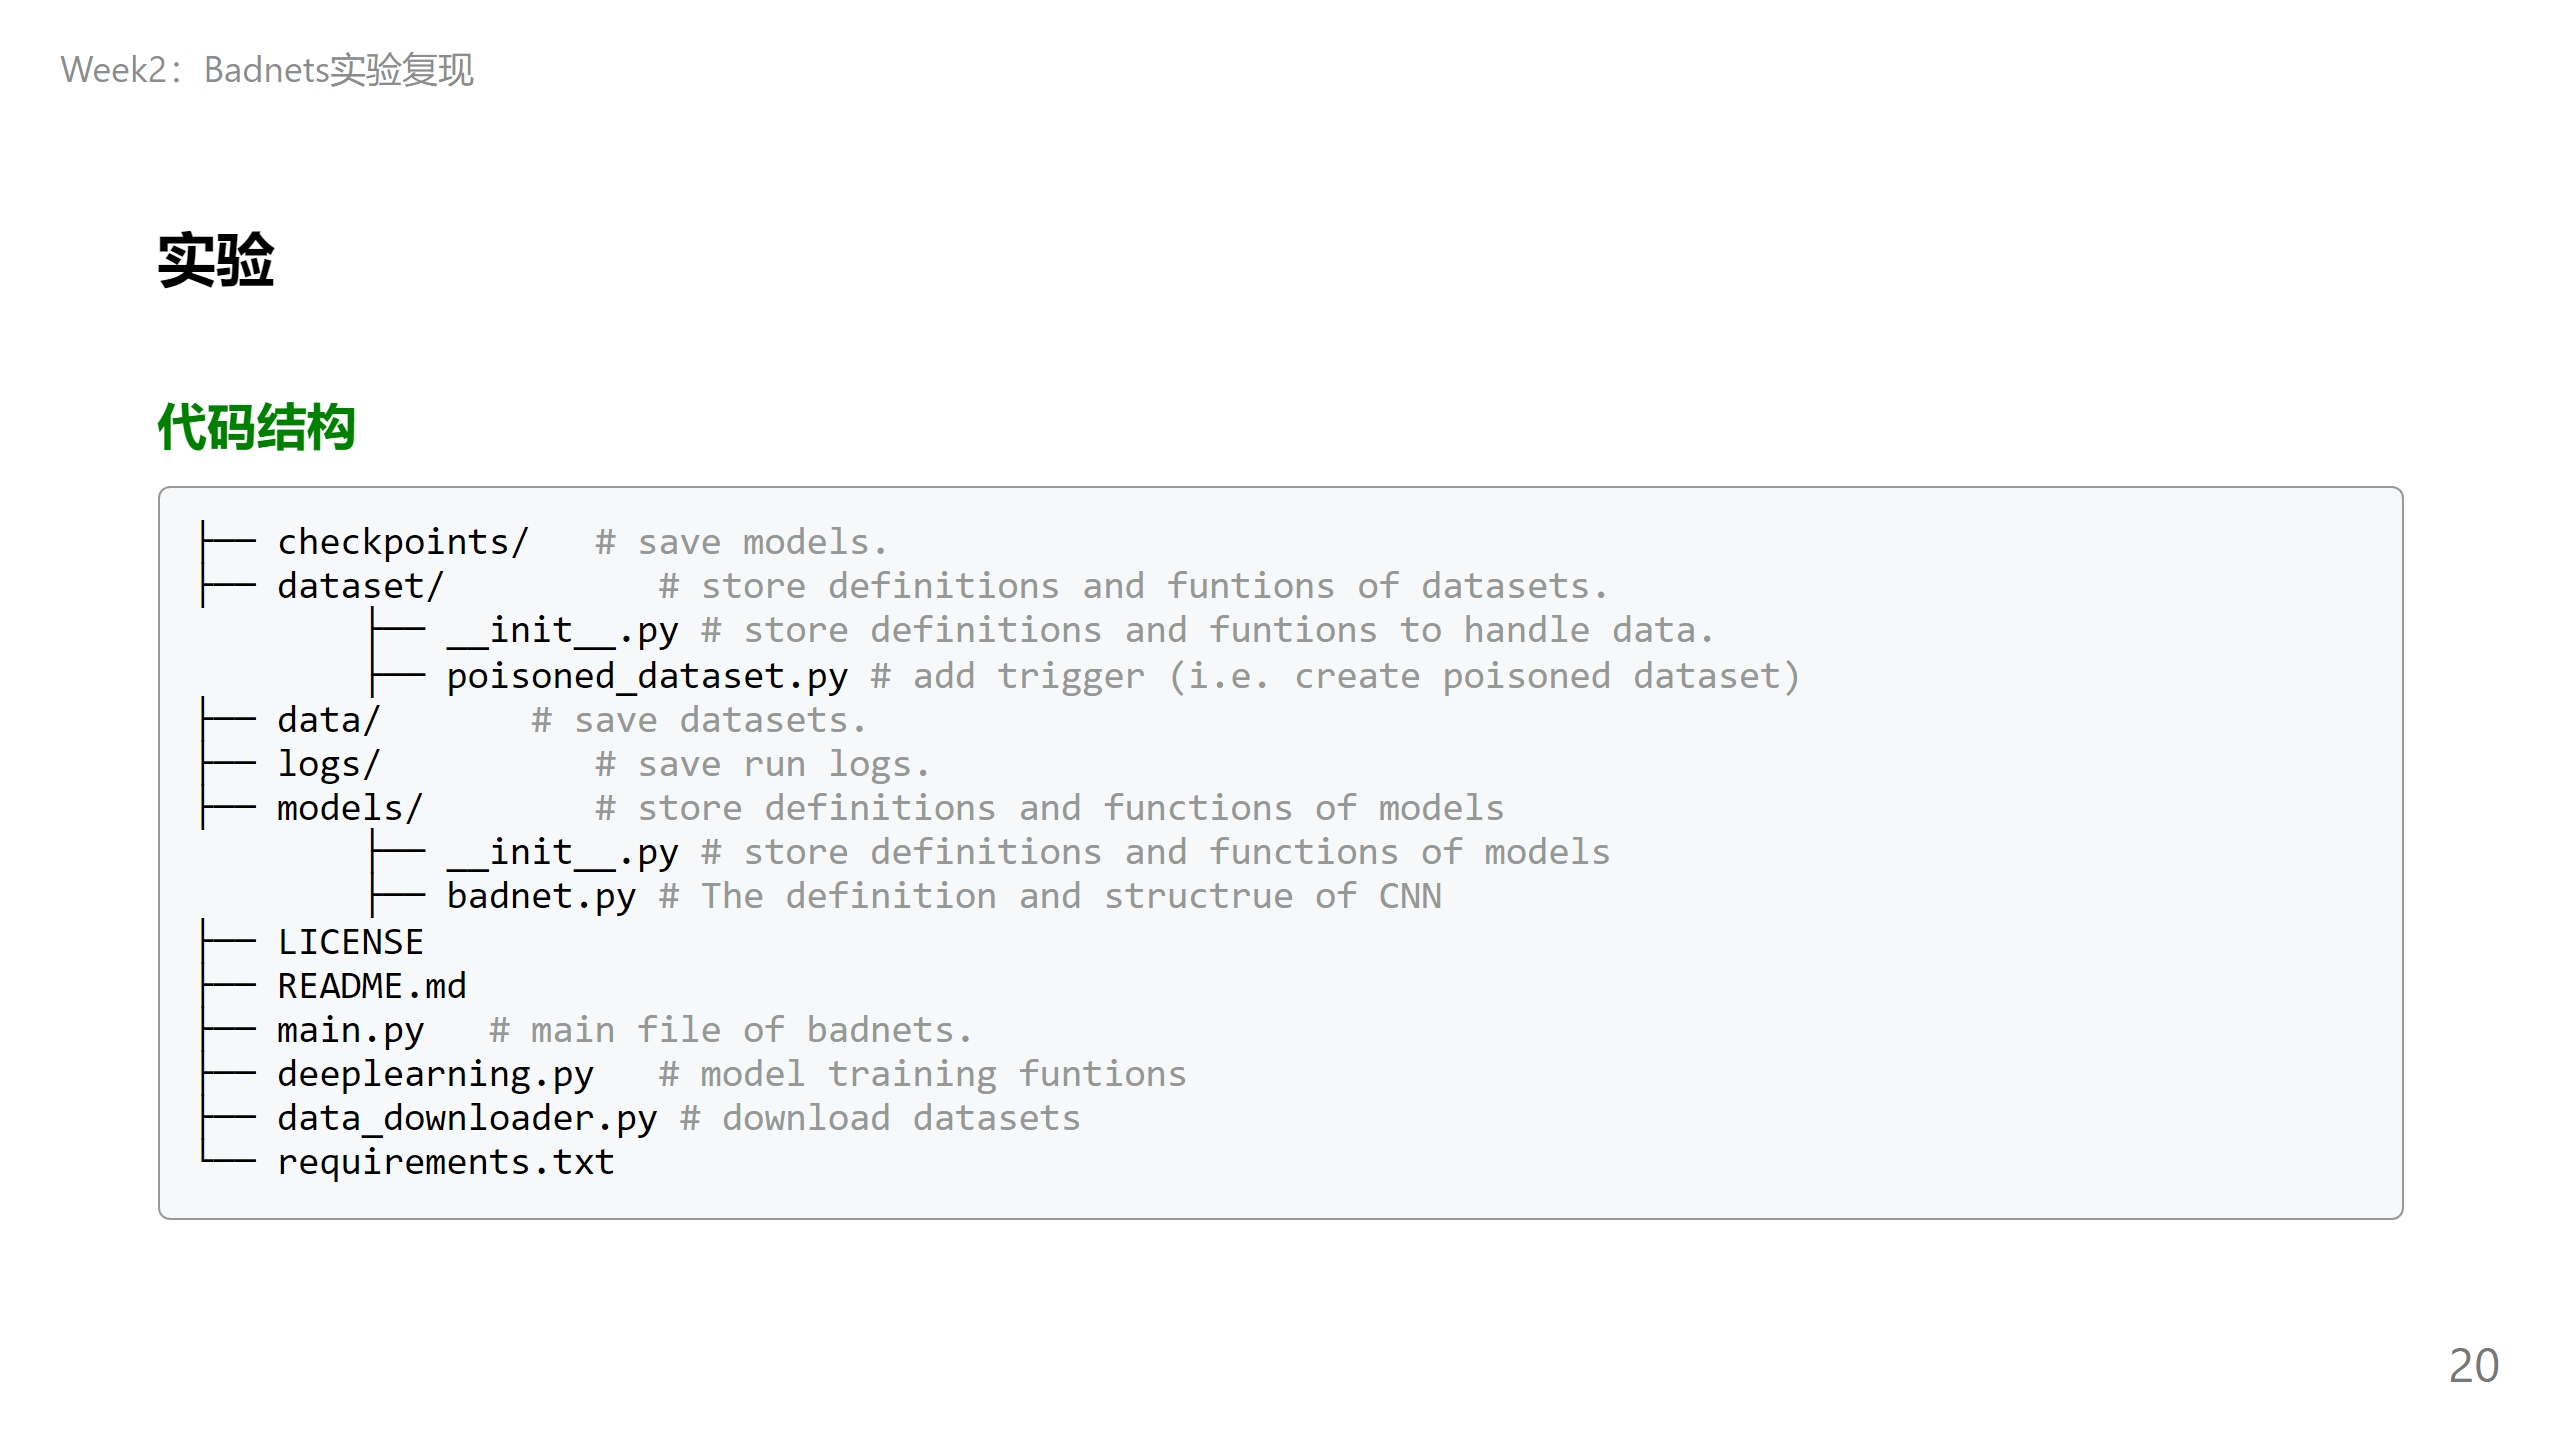 Week2：Badnets实验复现
实验
代码结构
├── checkpoints/   # save models.
├── dataset/          # store definitions and funtions of datasets.
        ├── __init__.py # store definitions and funtions to handle data.
        ├── poisoned_dataset.py # add trigger (i.e. create poisoned dataset)
├── data/       # save datasets.
├── logs/          # save run logs.
├── models/        # store definitions and functions of models
        ├── __init__.py # store definitions and functions of models
        ├── badnet.py # The definition and structrue of CNN
├── LICENSE
├── README.md
├── main.py   # main file of badnets.
├── deeplearning.py   # model training funtions
├── data_downloader.py # download datasets
└── requirements.txt
20